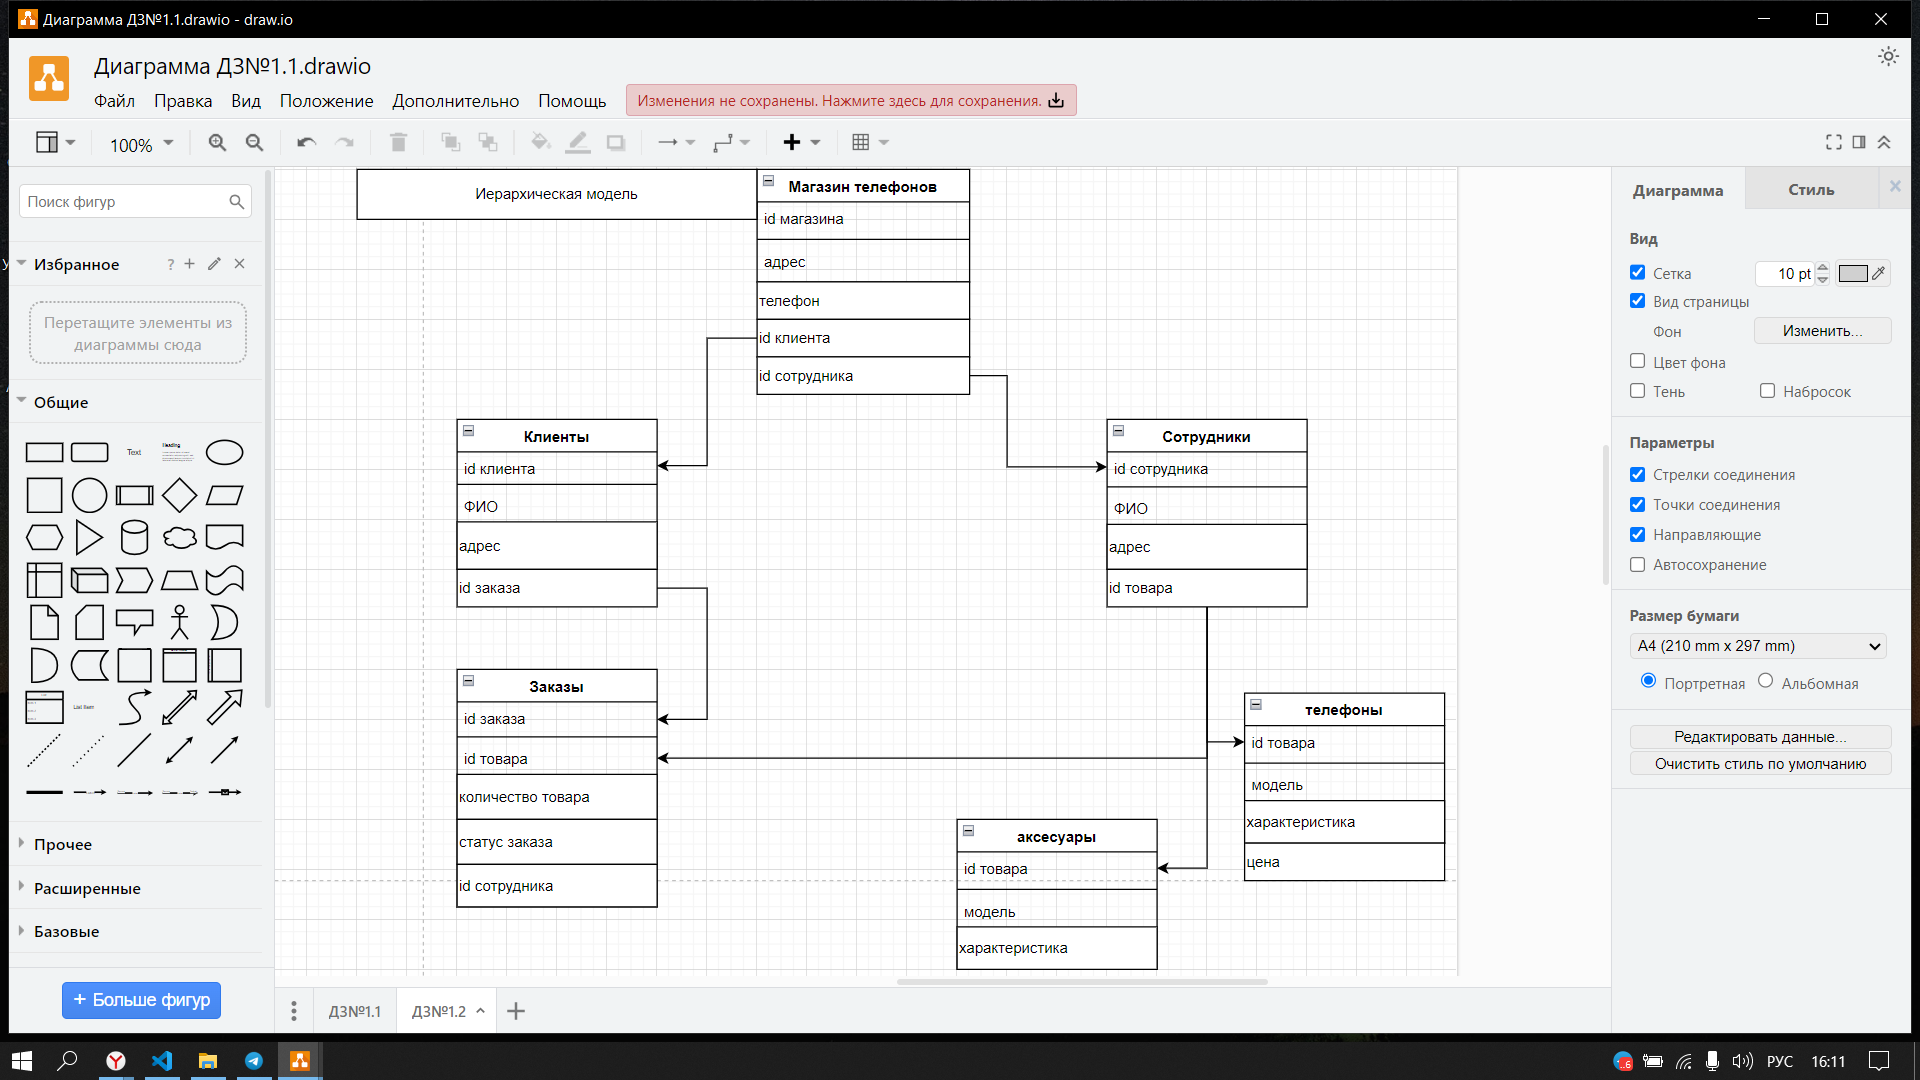 Диаграмма ДЗ№1.1.drawio - draw.io
Диаграмма ДЗ№1.1.drawio
Файл Правка Вид Положение Дополнительно Помощь
Изменения не сохранены. Нажмите здесь для сохранения.
100%
Поиск фигур
Избранное
?
Перетащите элементы из
диаграммы сюда
Общие
Text
Heading
List Item
Прочее
Расширенные
Базовые
+ Больше фигур
Иерархическая модель
Магазин телефонов
id магазина
адрес
телефон
id клиента
id сотрудника
Клиенты
id клиента
ФИО
адрес
id заказа
Сотрудники
id сотрудника
ФИО
адрес
id товара
Заказы
id заказа
id товара
количество товара
статус заказа
id сотрудника
телефоны
id товара
модель
характеристика
цена
аксесуары
id товара
модель
характеристика
ДЗ№1.1
ДЗ№1.2
Диаграмма
Стиль
Вид
Сетка
10 pt
Вид страницы
Фон
Изменить...
Цвет фона
Тень
Набросок
Параметры
Стрелки соединения
Точки соединения
Направляющие
Автосохранение
Размер бумаги
A4 (210 mm x 297 mm)
Портретная
Альбомная
Редактировать данные...
Очистить стиль по умолчанию
РУС
16:11